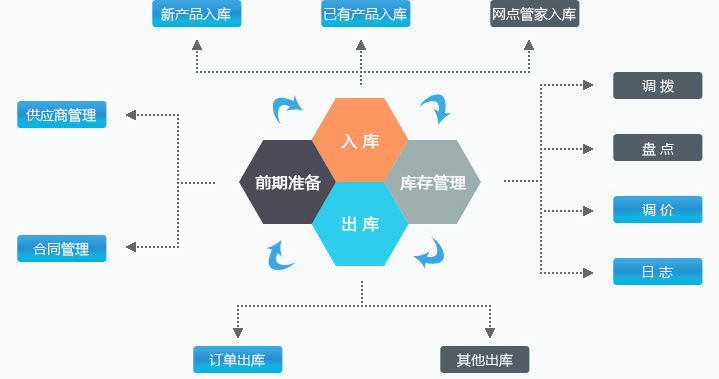 新产品入库
已有产品入库
网点管家入库
供应商管理
合同管理
前期准备
入 库
库存管理
出 库
调 拨
盘 点
调 价
日 志
订单出库
其他出库